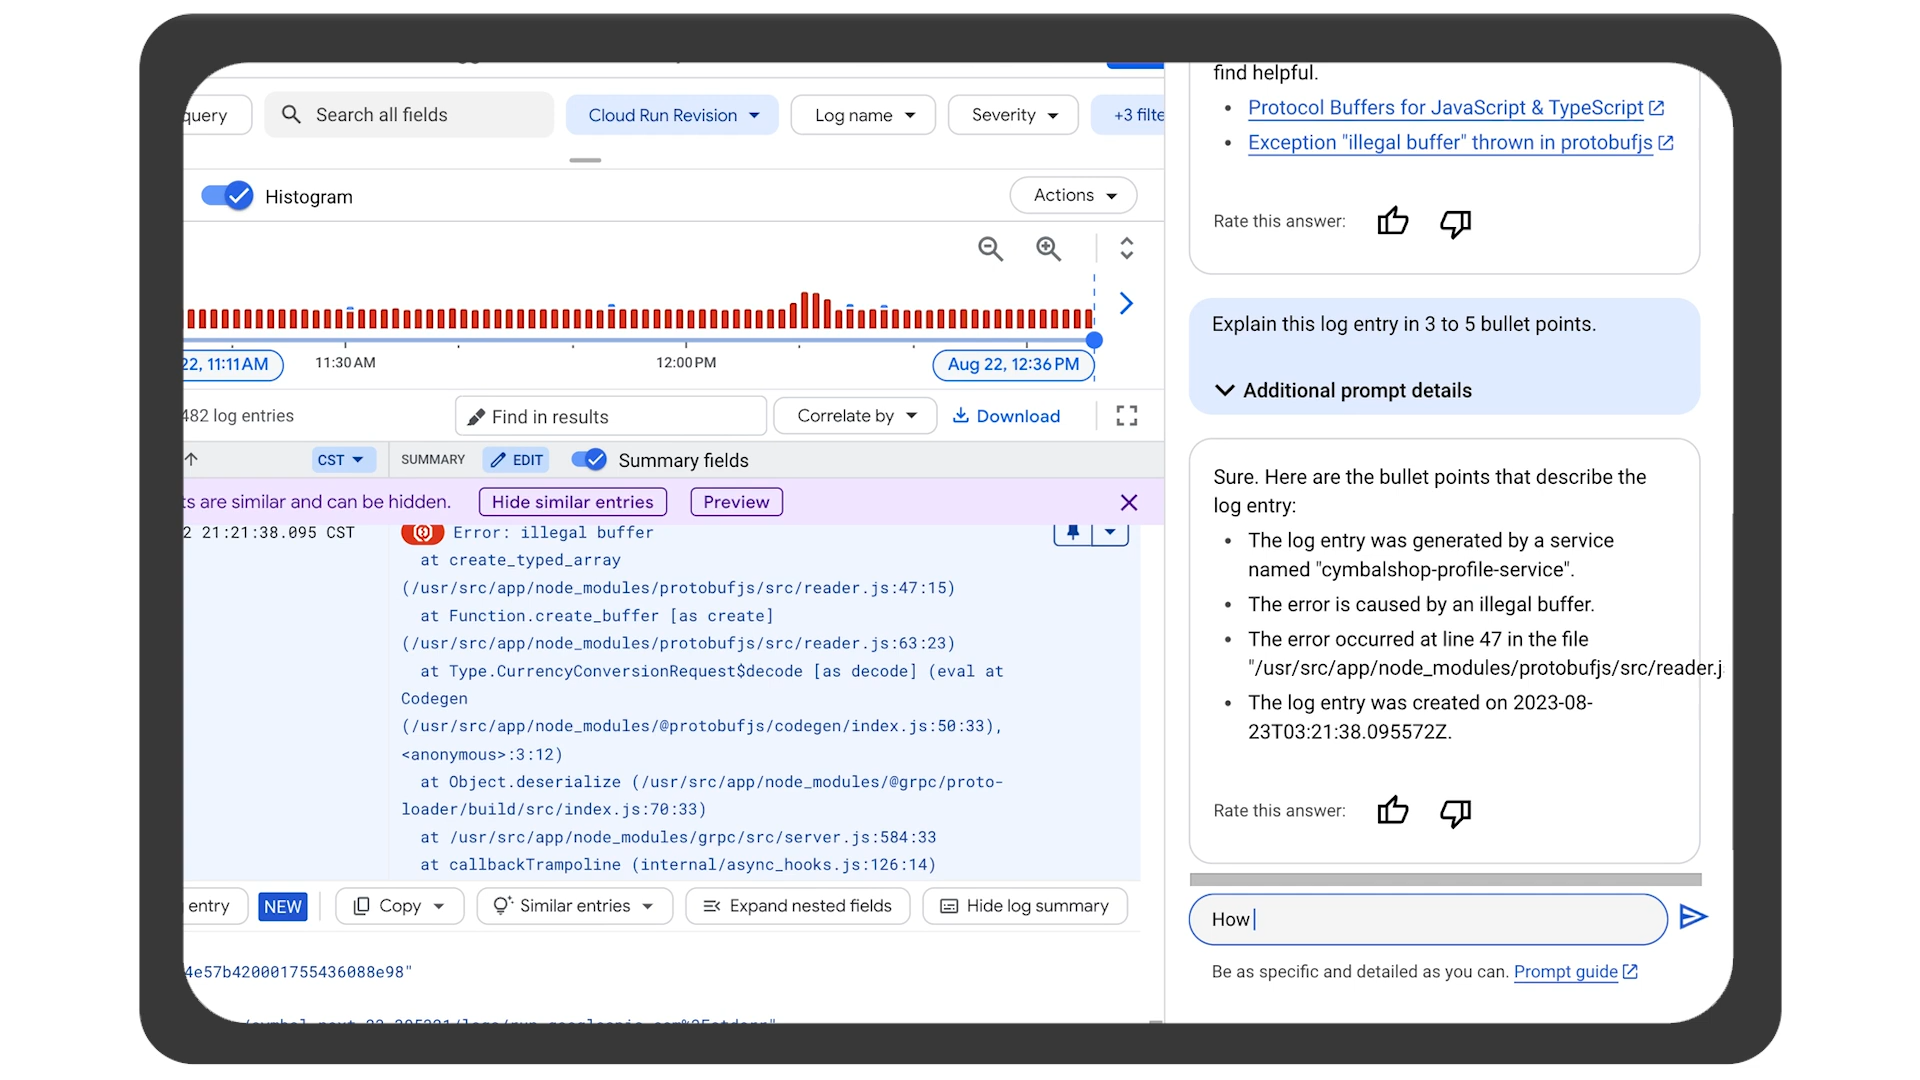 query
Search all fields
Cloud Run Revision
Log name
Severity
+3 filte
Histogram
Actions
22, 11:11 AM
11:30 AM
12:00 PM
Aug 22, 12:36 PM
482 log entries
Find in results
Correlate by
Download
CST
SUMMARY
EDIT
Summary fields
ts are similar and can be hidden.
Hide similar entries
Preview
2 21:21:38.095 CST
Error: illegal buffer
at create_typed_array
(/usr/src/app/node_modules/protobufjs/src/reader.js:47:15)
at Function.create_buffer [as create]
(/usr/src/app/node_modules/protobufjs/src/reader.js:63:23)
at Type.CurrencyConversionRequest$decode [as decode] (eval at
Codegen
(/usr/src/app/node_modules/@protobufjs/codegen/index.js:50:33),
<anonymous>:3:12)
at Object.deserialize (/usr/src/app/node_modules/@grpc/proto-
loader/build/src/index.js:70:33)
at /usr/src/app/node_modules/grpc/src/server.js:584:33
at callbackTrampoline (internal/async_hooks.js:126:14)
entry
NEW
Copy
Similar entries
Expand nested fields
Hide log summary
4e57b420001755436088e98"
find helpful.
• Protocol Buffers for JavaScript & TypeScript
• Exception "illegal buffer" thrown in protobufjs
Rate this answer:
Explain this log entry in 3 to 5 bullet points.
Additional prompt details
Sure. Here are the bullet points that describe the
log entry:
• The log entry was generated by a service
named "cymbalshop-profile-service".
• The error is caused by an illegal buffer.
• The error occurred at line 47 in the file
"/usr/src/app/node_modules/protobufjs/src/reader.j
• The log entry was created on 2023-08-
23T03:21:38.095572Z.
Rate this answer:
How
Be as specific and detailed as you can. Prompt guide